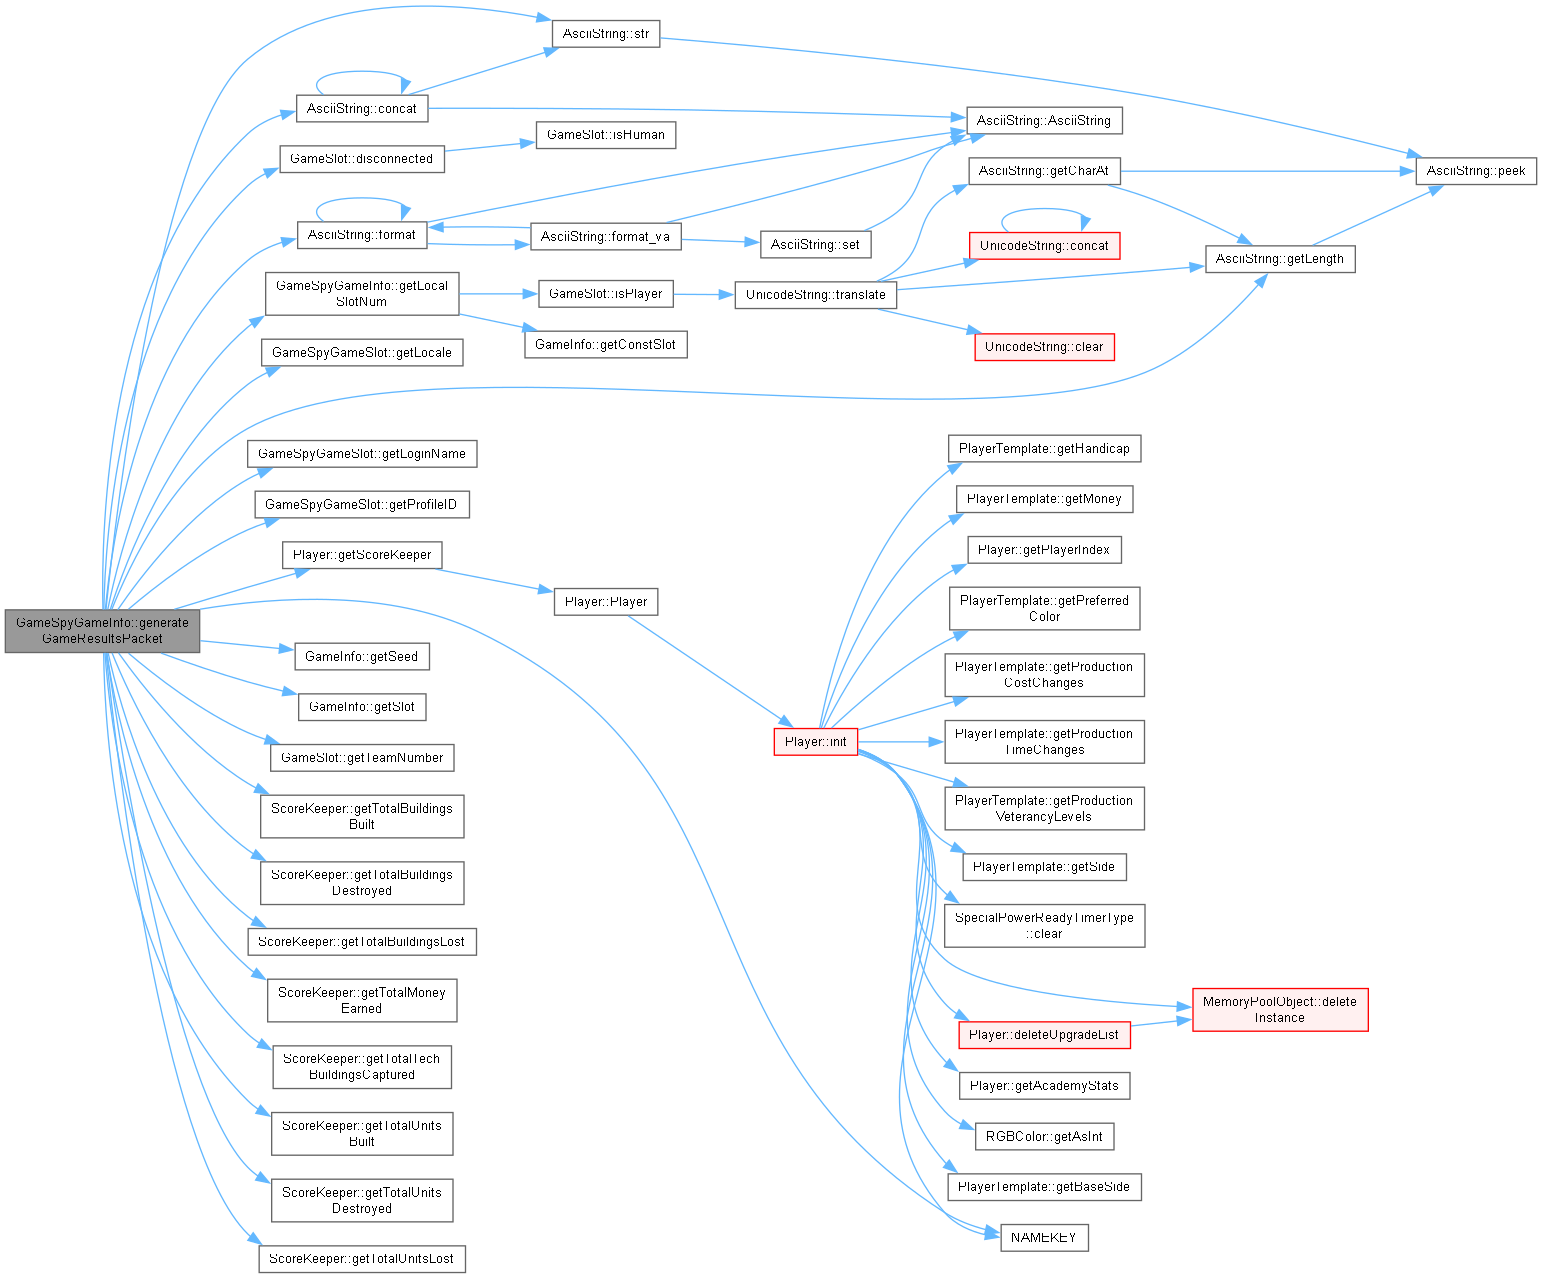 AsciiString::str
AsciiString::concat
AsciiString::AsciiString
GameSlot::isHuman
GameSlot::disconnected
AsciiString::getCharAt
AsciiString::peek
AsciiString::format
AsciiString::format_va
AsciiString::set
UnicodeString::concat
AsciiString::getLength
GameSpyGameInfo::getLocal
SlotNum
GameSlot::isPlayer
UnicodeString::translate
GameInfo::getConstSlot
UnicodeString::clear
GameSpyGameSlot::getLocale
GameSpyGameSlot::getLoginName
PlayerTemplate::getHandicap
GameSpyGameSlot::getProfileID
PlayerTemplate::getMoney
Player::getScoreKeeper
Player::getPlayerIndex
Player::Player
PlayerTemplate::getPreferred
Color
GameSpyGameInfo::generate
GameResultsPacket
GameInfo::getSeed
PlayerTemplate::getProduction
CostChanges
GameInfo::getSlot
Player::init
PlayerTemplate::getProduction
TimeChanges
GameSlot::getTeamNumber
PlayerTemplate::getProduction
VeterancyLevels
ScoreKeeper::getTotalBuildings
Built
PlayerTemplate::getSide
ScoreKeeper::getTotalBuildings
Destroyed
SpecialPowerReadyTimerType
::clear
ScoreKeeper::getTotalBuildingsLost
ScoreKeeper::getTotalMoney
Earned
MemoryPoolObject::delete
Instance
Player::deleteUpgradeList
ScoreKeeper::getTotalTech
BuildingsCaptured
Player::getAcademyStats
ScoreKeeper::getTotalUnits
Built
RGBColor::getAsInt
PlayerTemplate::getBaseSide
ScoreKeeper::getTotalUnits
Destroyed
NAMEKEY
ScoreKeeper::getTotalUnitsLost